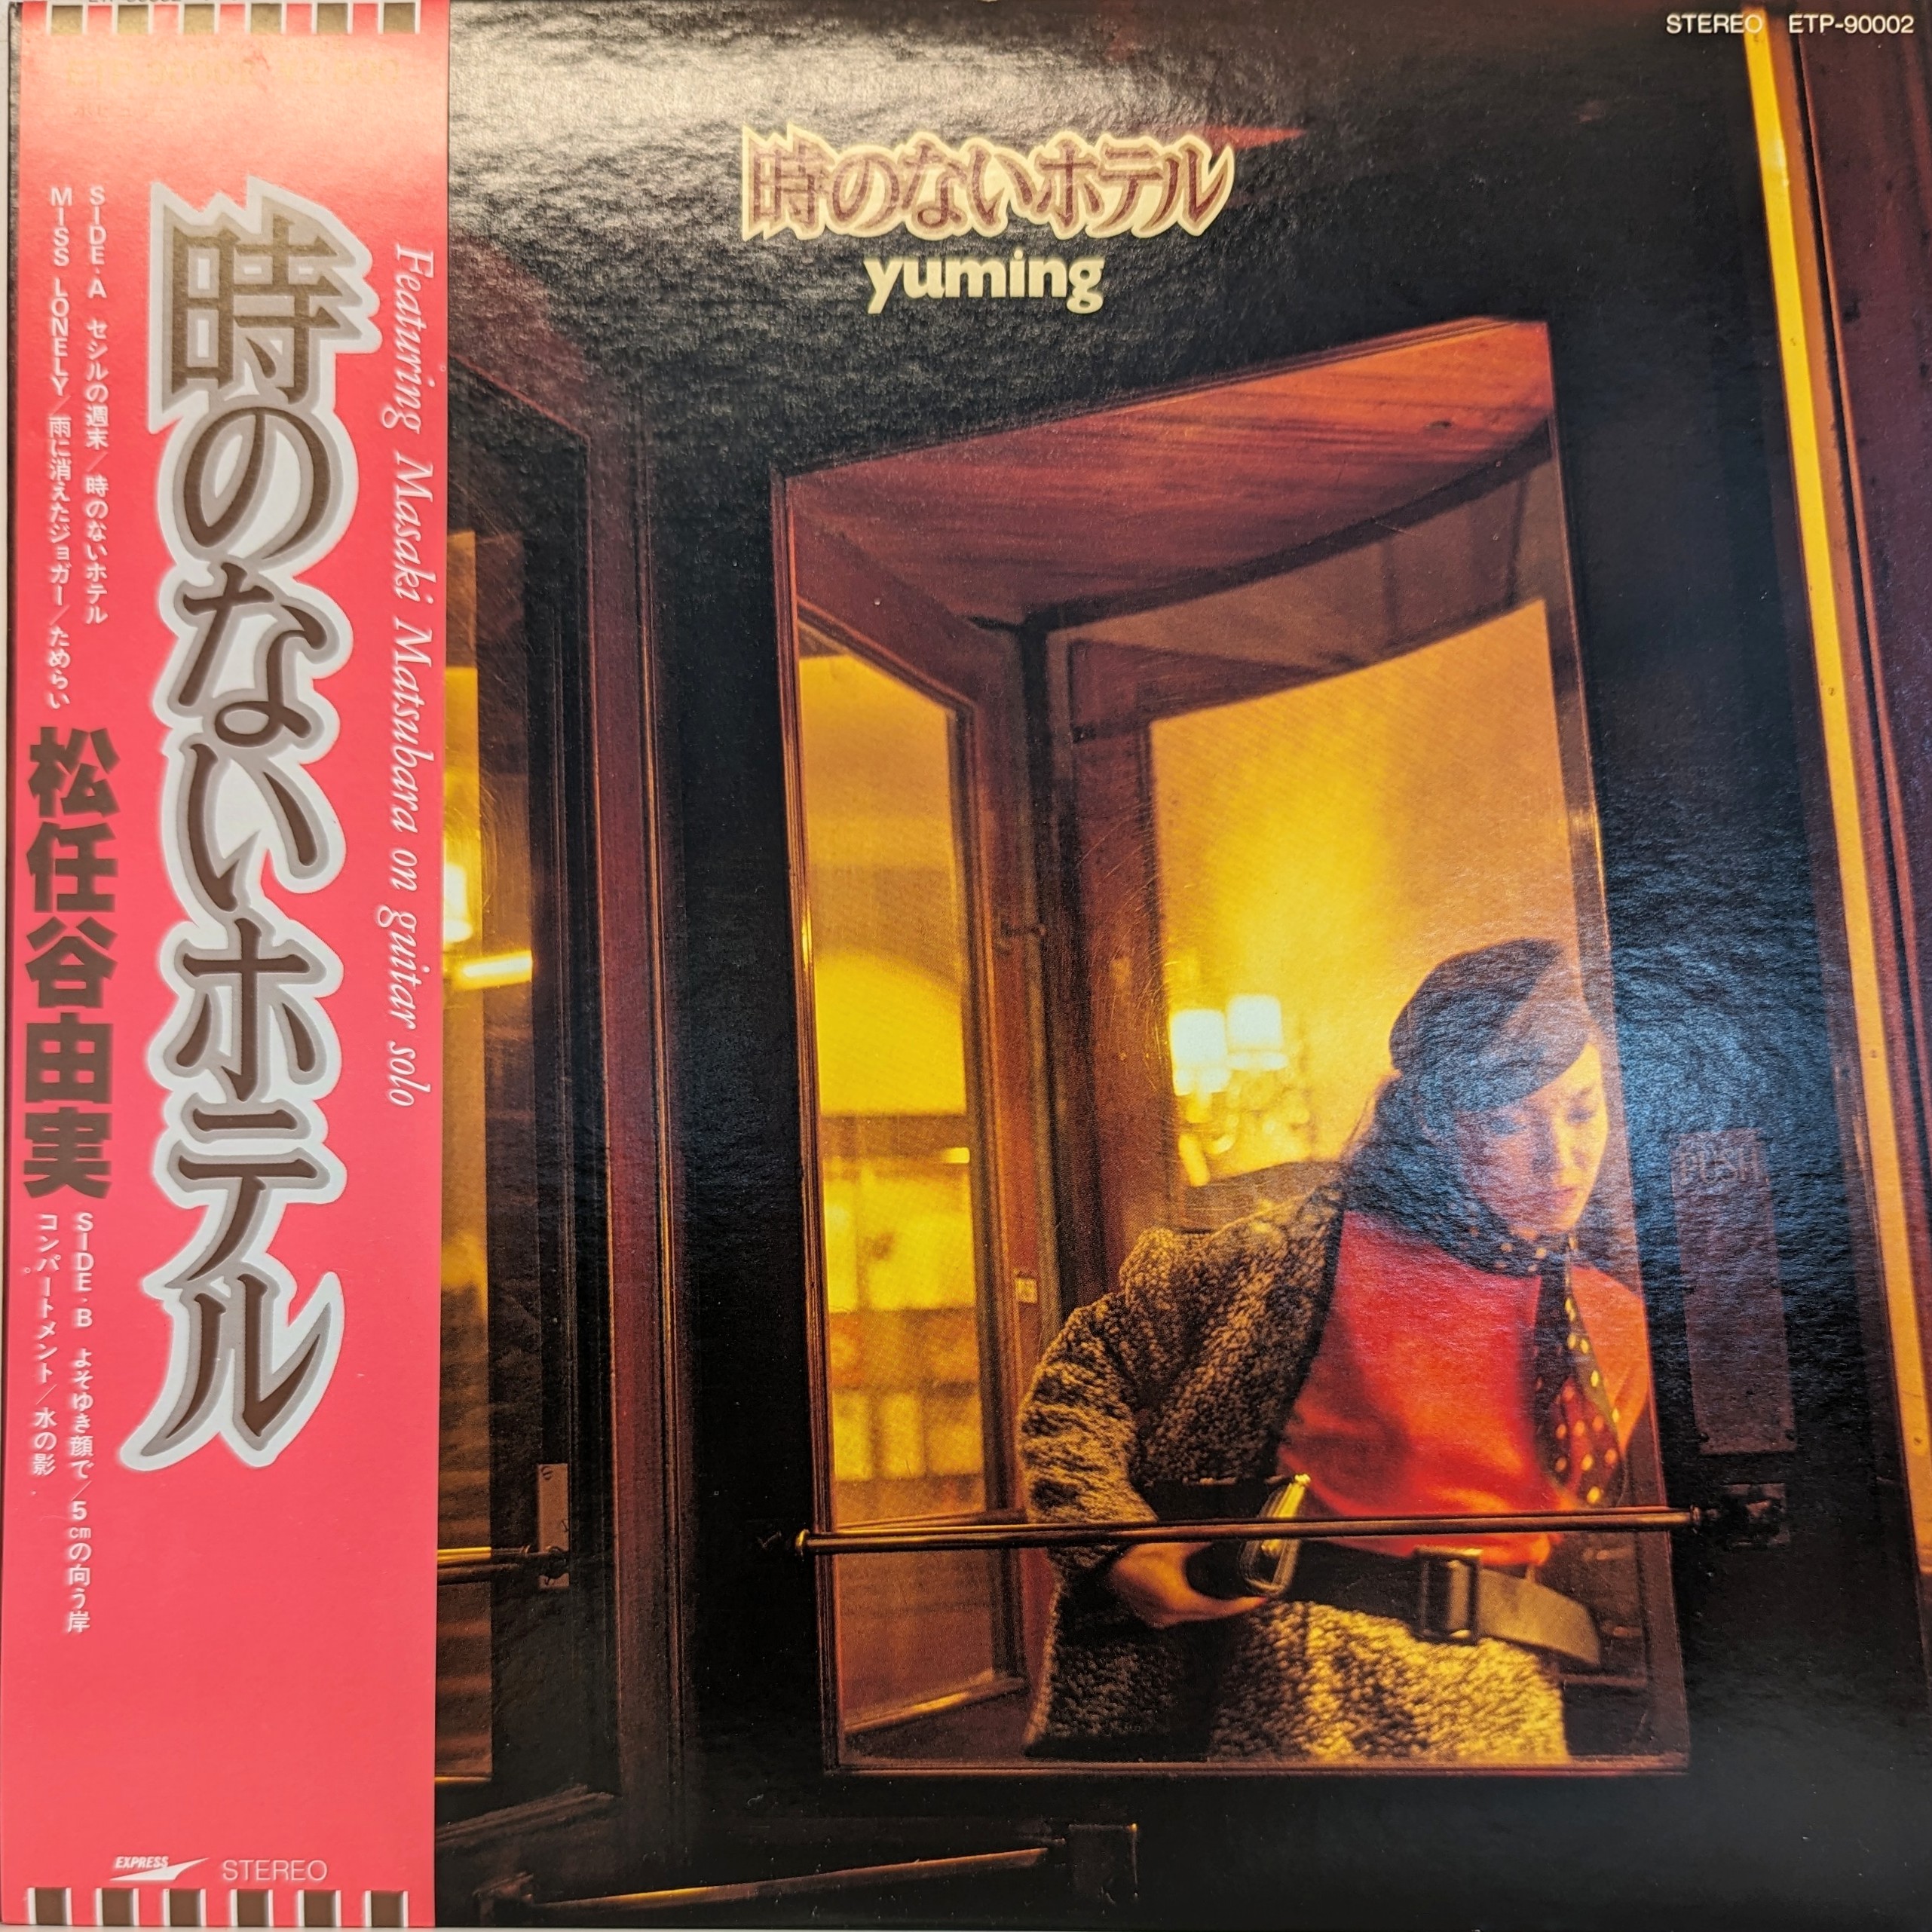 STEREO ETP-90002
時のないホテル
yuming
ETP-90002 ¥2,800
Featuring Masaki Matsubara on guitar solo
時のないホテル
SIDE・A セシルの週末／時のないホテル
MISS LONELY／雨に消えたジョガー／ためらい
松任谷由実
SIDE・B よそゆき顔で／5cmの向う岸
コンパートメント／水の影
PUSH
EXPRESS STEREO